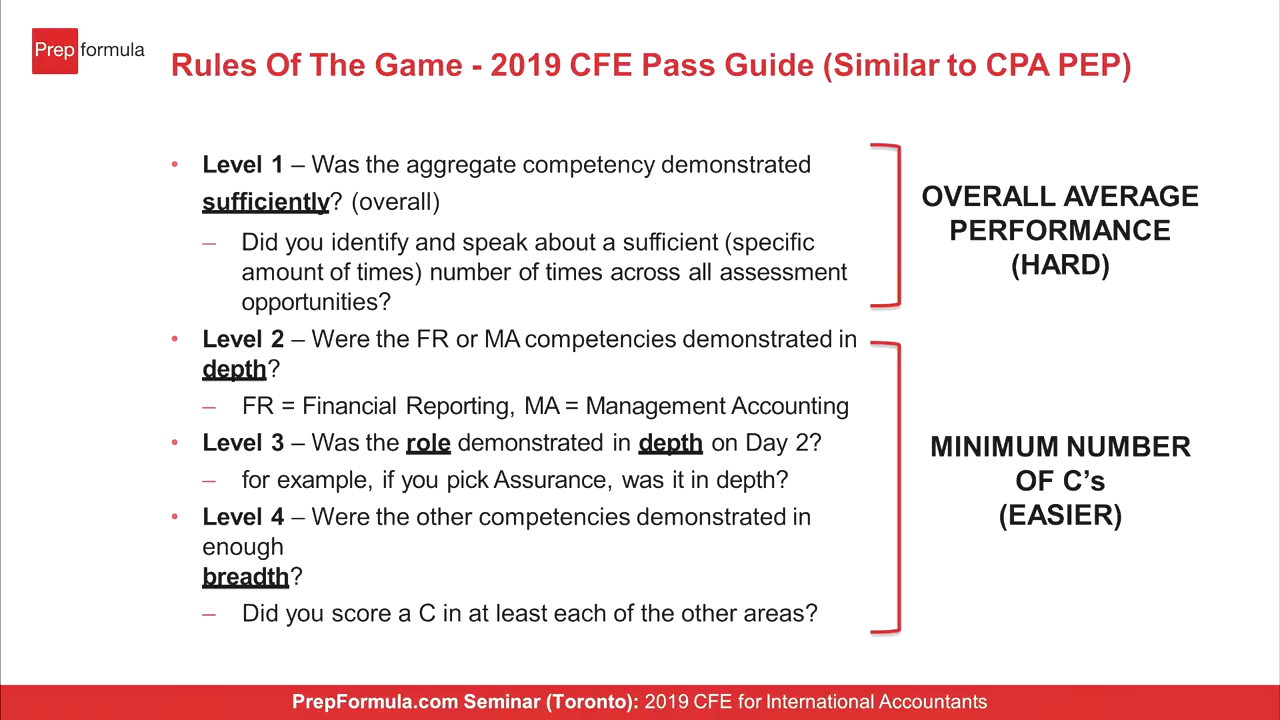 Prep formula
Rules Of The Game - 2019 CFE Pass Guide (Similar to CPA PEP)
• Level 1 – Was the aggregate competency demonstrated
sufficiently? (overall)
– Did you identify and speak about a sufficient (specific
amount of times) number of times across all assessment
opportunities?
• Level 2 – Were the FR or MA competencies demonstrated in
depth?
– FR = Financial Reporting, MA = Management Accounting
• Level 3 – Was the role demonstrated in depth on Day 2?
– for example, if you pick Assurance, was it in depth?
• Level 4 – Were the other competencies demonstrated in
enough
breadth?
– Did you score a C in at least each of the other areas?
OVERALL AVERAGE
PERFORMANCE
(HARD)
MINIMUM NUMBER
OF C's
(EASIER)
PrepFormula.com Seminar (Toronto): 2019 CFE for International Accountants